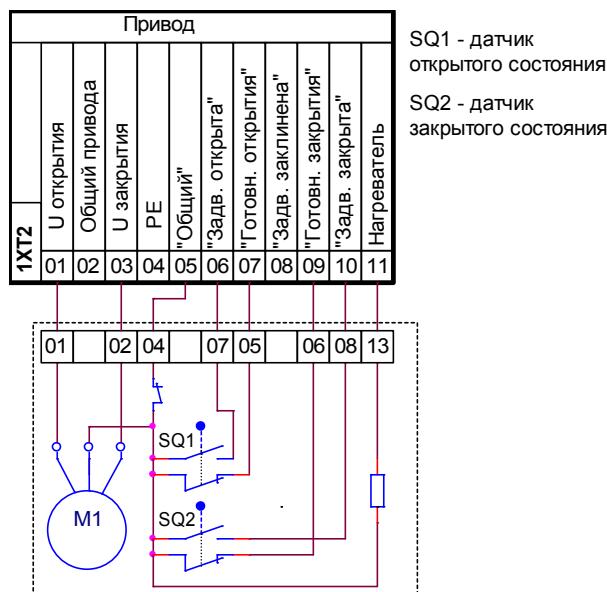 Привод
SQ1 - датчик
открытого состояния
SQ2 - датчик
закрытого состояния
1XT2
U открытия
Общий привода
U закрытия
PE
"Общий"
"Задв. открыта"
"Готовн. открытия"
"Задв. заклинена"
"Готовн. закрытия"
"Задв. закрыта"
Нагреватель
01 02 03 04 05 06 07 08 09 10 11
01 02 04 07 05 06 08 13
SQ1
M1
SQ2